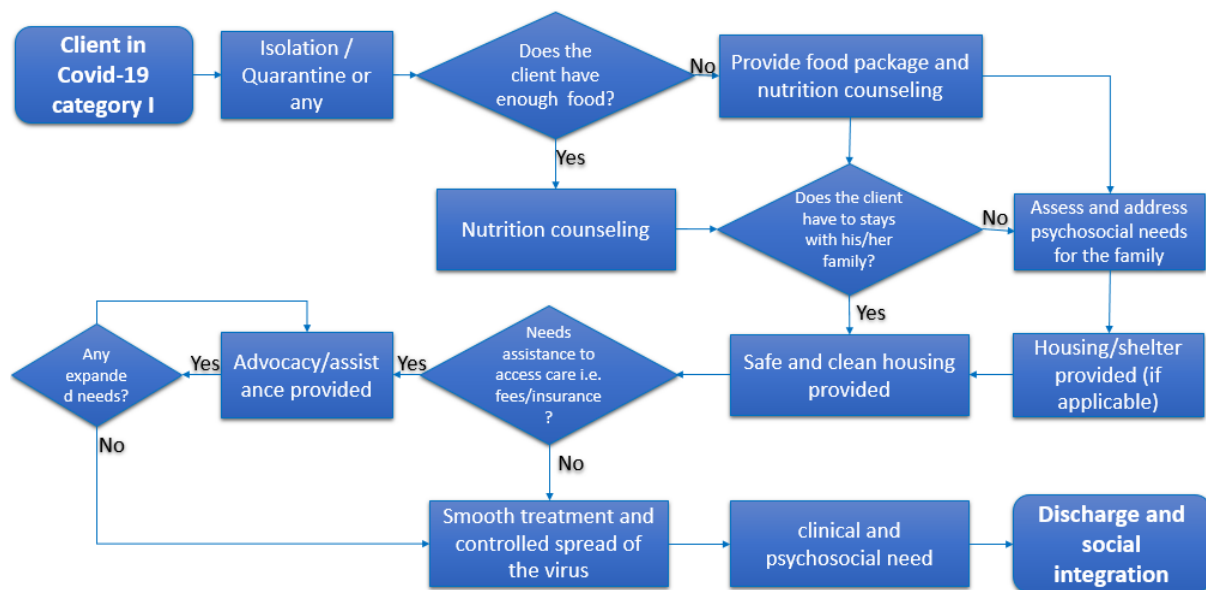 Client in
Covid-19
category I
Isolation /
Quarantine or
any
Does the
client have
enough food?
No
Provide food package and
nutrition counseling
Yes
Nutrition counseling
Does the client
have to stays
with his/her
family?
No
Assess and address
psychosocial needs
for the family
Yes
Any
expande
d needs?
Yes
Advocacy/assist
ance provided
Yes
Needs
assistance to
access care i.e.
fees/insurance
?
Safe and clean housing
provided
Housing/shelter
provided (if
applicable)
No
No
Smooth treatment and
controlled spread of
the virus
clinical and
psychosocial need
Discharge and
social
integration